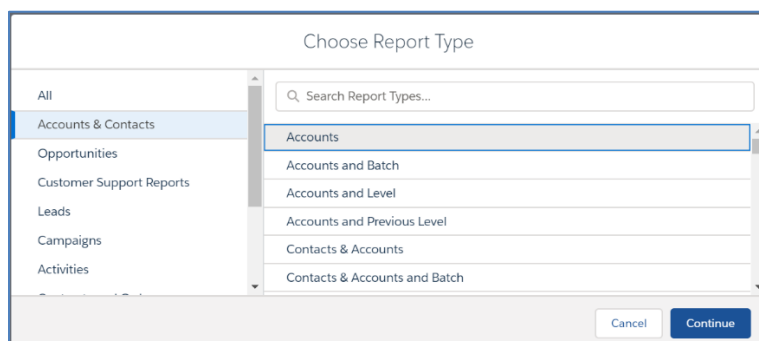 Choose Report Type
All
Accounts & Contacts
Opportunities
Customer Support Reports
Leads
Campaigns
Activities
Search Report Types...
Accounts
Accounts and Batch
Accounts and Level
Accounts and Previous Level
Contacts & Accounts
Contacts & Accounts and Batch
Cancel
Continue